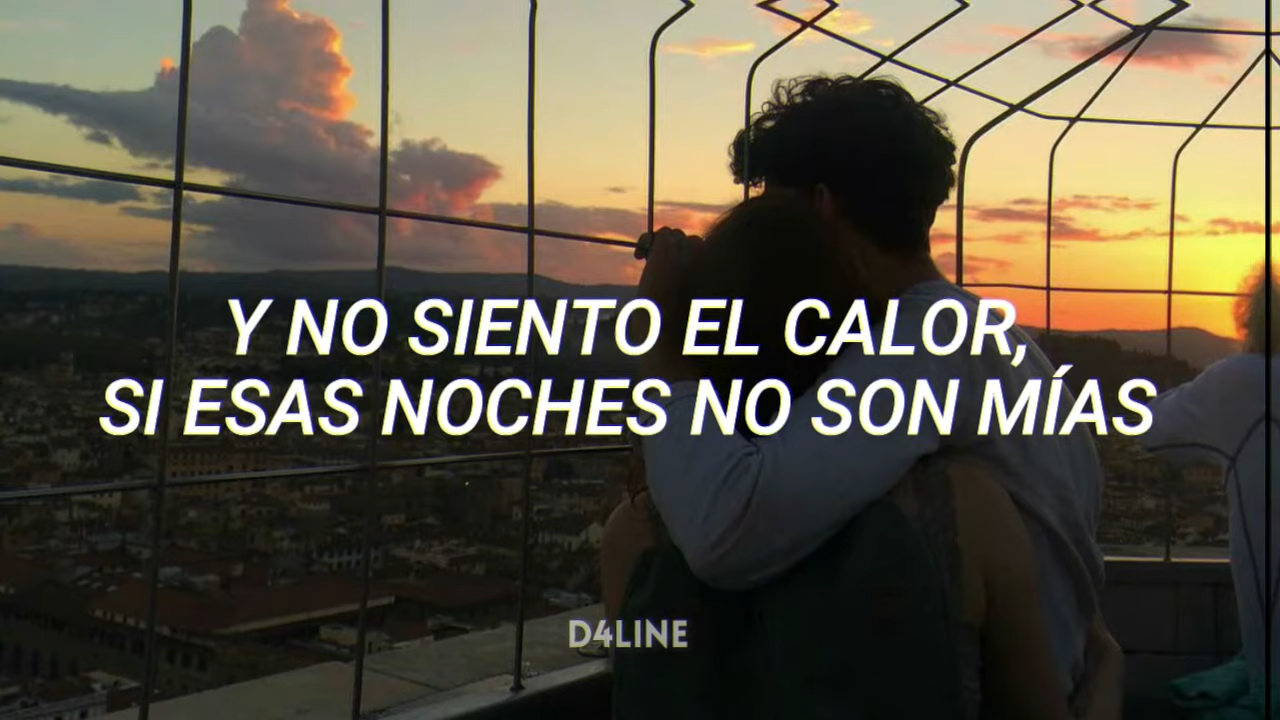 Y NO SIENTO EL CALOR,
SI ESAS NOCHES NO SON MÍAS
D4LINE